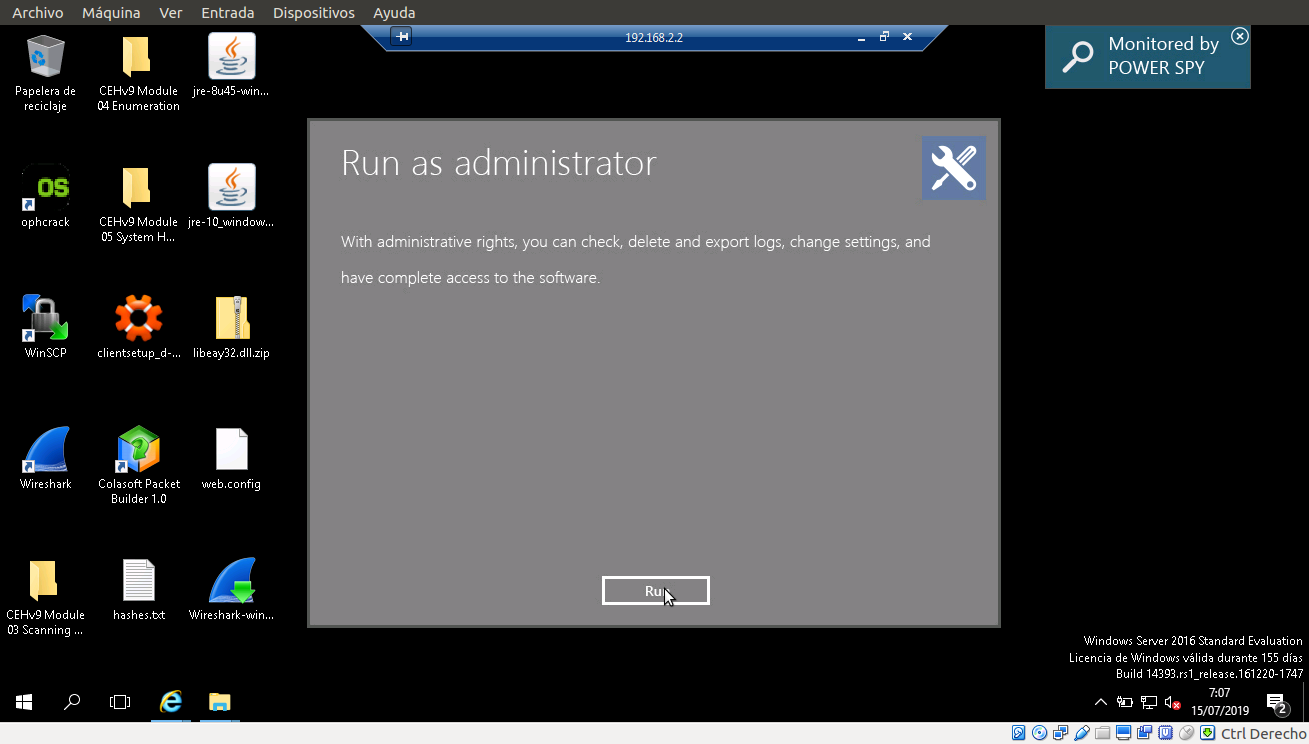 Archivo Máquina Ver Entrada Dispositivos Ayuda
192.168.2.2
Monitored by
POWER SPY
Papelera de
reciclaje
CEHv9 Module
04 Enumeration
jre-8u45-win...
ophcrack
CEHv9 Module
05 System H...
jre-10_window...
WinSCP
clientsetup_d-...
libeay32.dll.zip
Wireshark
Colasoft Packet
Builder 1.0
web.config
CEHv9 Module
03 Scanning ...
hashes.txt
Wireshark-win...
Run as administrator
With administrative rights, you can check, delete and export logs, change settings, and
have complete access to the software.
Run
Windows Server 2016 Standard Evaluation
Licencia de Windows válida durante 155 días
Build 14393.rs1_release.161220-1747
7:07
15/07/2019
2
Ctrl Derecho